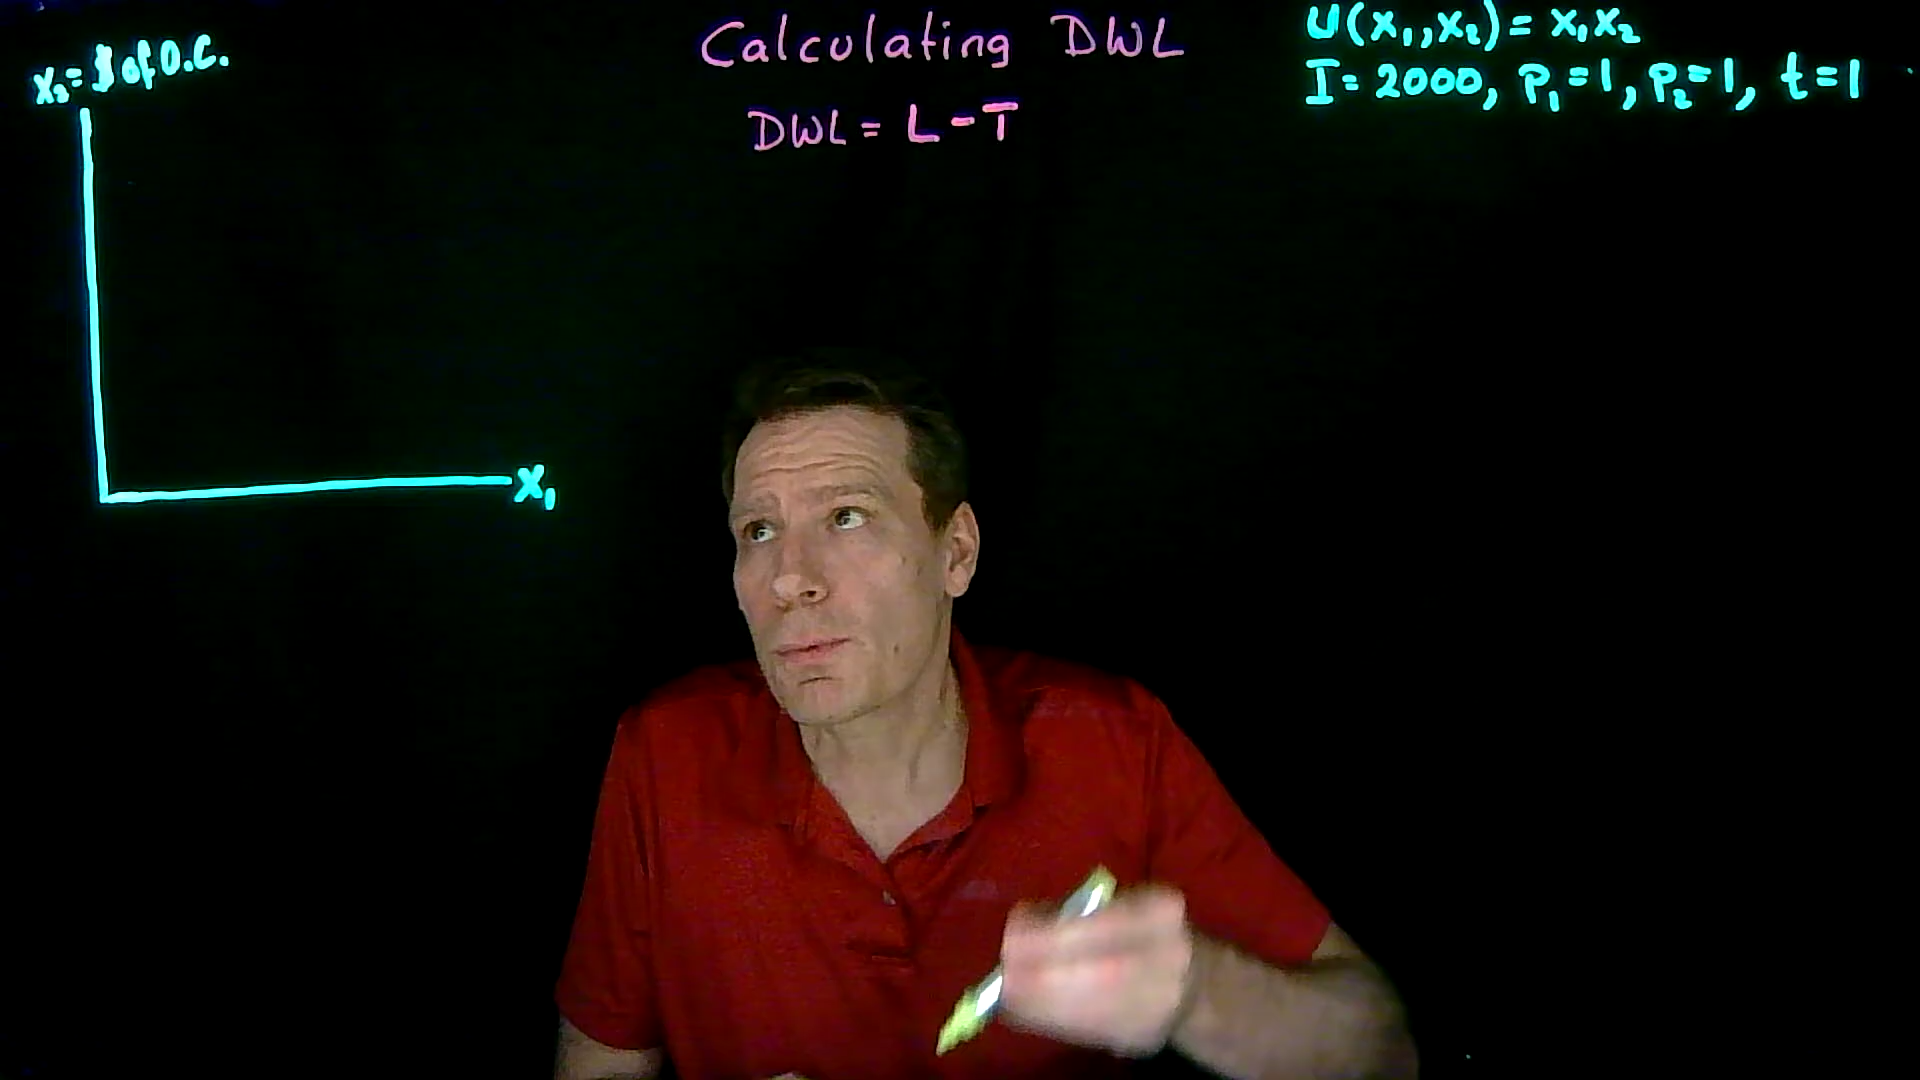 Calculating DWL
DWL = L - T
U(x₁,x₂) = x₁x₂
I = 2000, P₁=1, P₂=1, t=1
x₂ = $ of O.C.
x₁